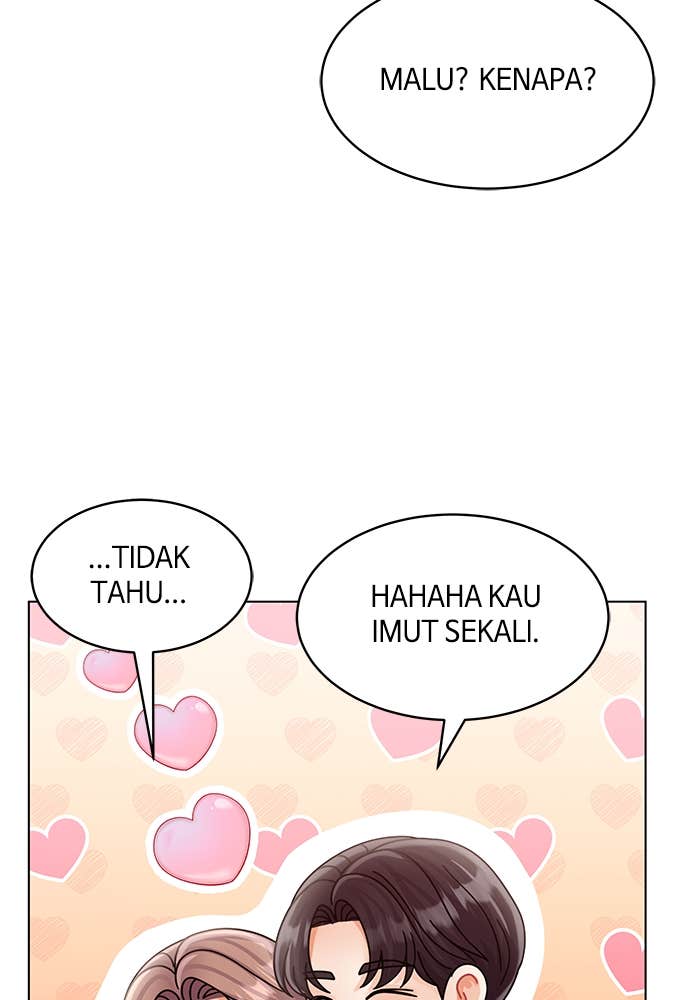 MALU? KENAPA?
...TIDAK
TAHU...
HAHAHA KAU
IMUT SEKALI.